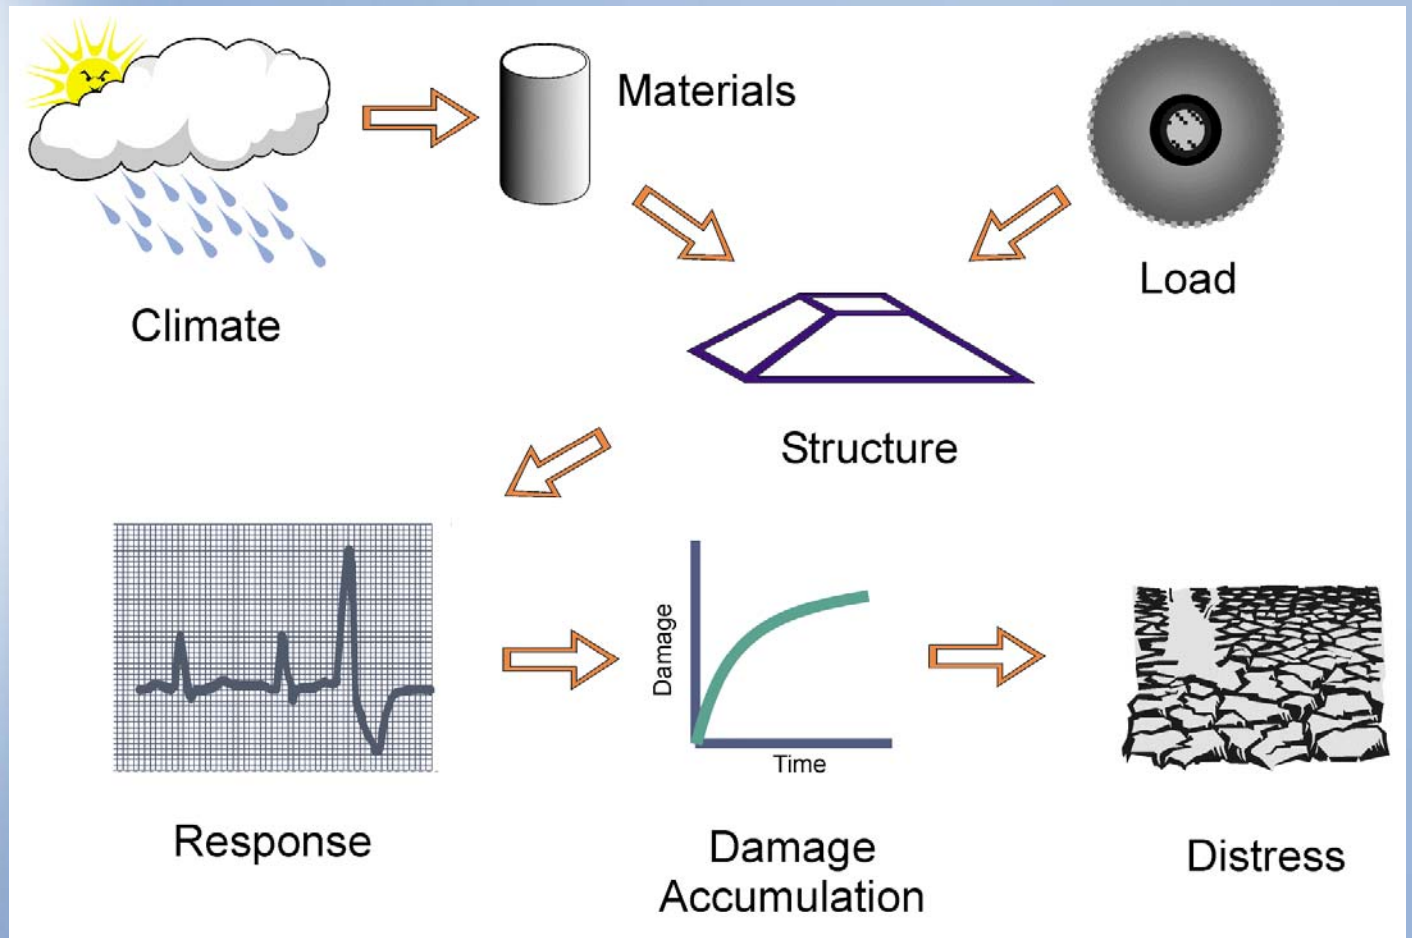 Materials
Load
Climate
Structure
Damage
Time
Response
Damage
Accumulation
Distress